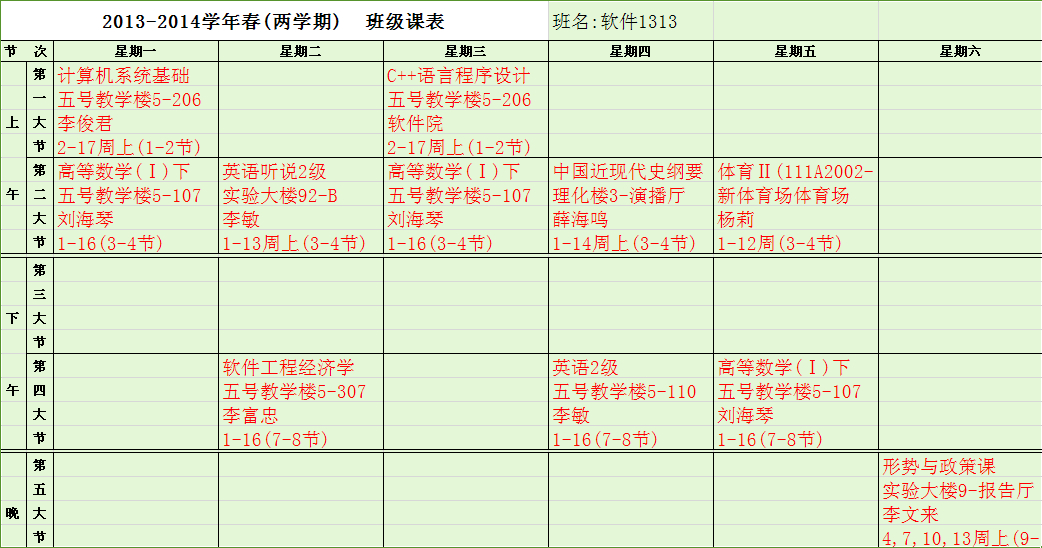 2013-2014学年春(两学期) 班级课表 班名:软件1313
节 次 星期一 星期二 星期三 星期四 星期五 星期六
上午
第一大节
计算机系统基础
五号教学楼5-206
李俊君
2-17周上(1-2节)
C++语言程序设计
五号教学楼5-206
软件院
2-17周上(1-2节)
第二大节
高等数学(Ⅰ)下
五号教学楼5-107
刘海琴
1-16(3-4节)
英语听说2级
实验大楼92-B
李敏
1-13周上(3-4节)
高等数学(Ⅰ)下
五号教学楼5-107
刘海琴
1-16(3-4节)
中国近现代史纲要
理化楼3-演播厅
薛海鸣
1-14周上(3-4节)
体育Ⅱ(111A2002-
新体育场体育场
杨莉
1-12周(3-4节)
下午
第三大节
第四大节
软件工程经济学
五号教学楼5-307
李富忠
1-16(7-8节)
英语2级
五号教学楼5-110
李敏
1-16(7-8节)
高等数学(Ⅰ)下
五号教学楼5-107
刘海琴
1-16(7-8节)
晚
第五大节
形势与政策课
实验大楼9-报告厅
李文来
4,7,10,13周上(9-